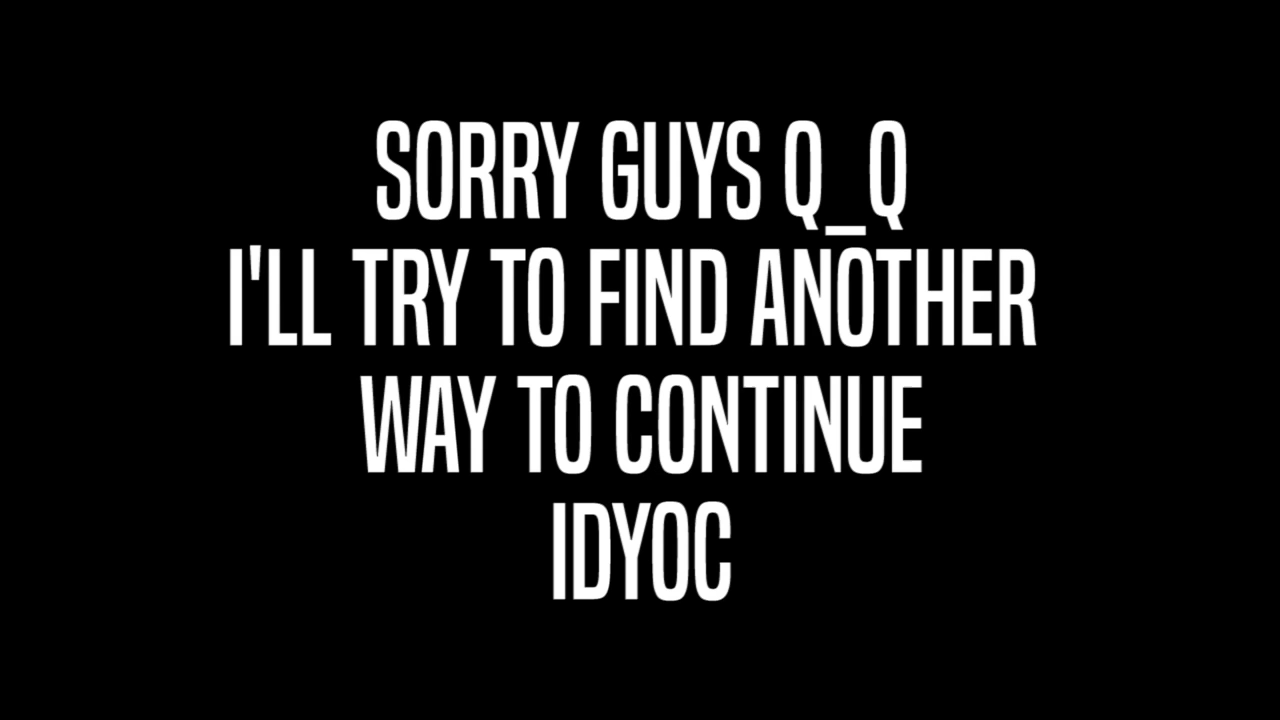 SORRY GUYS Q_Q
I'LL TRY TO FIND ANOTHER
WAY TO CONTINUE
IDYOC